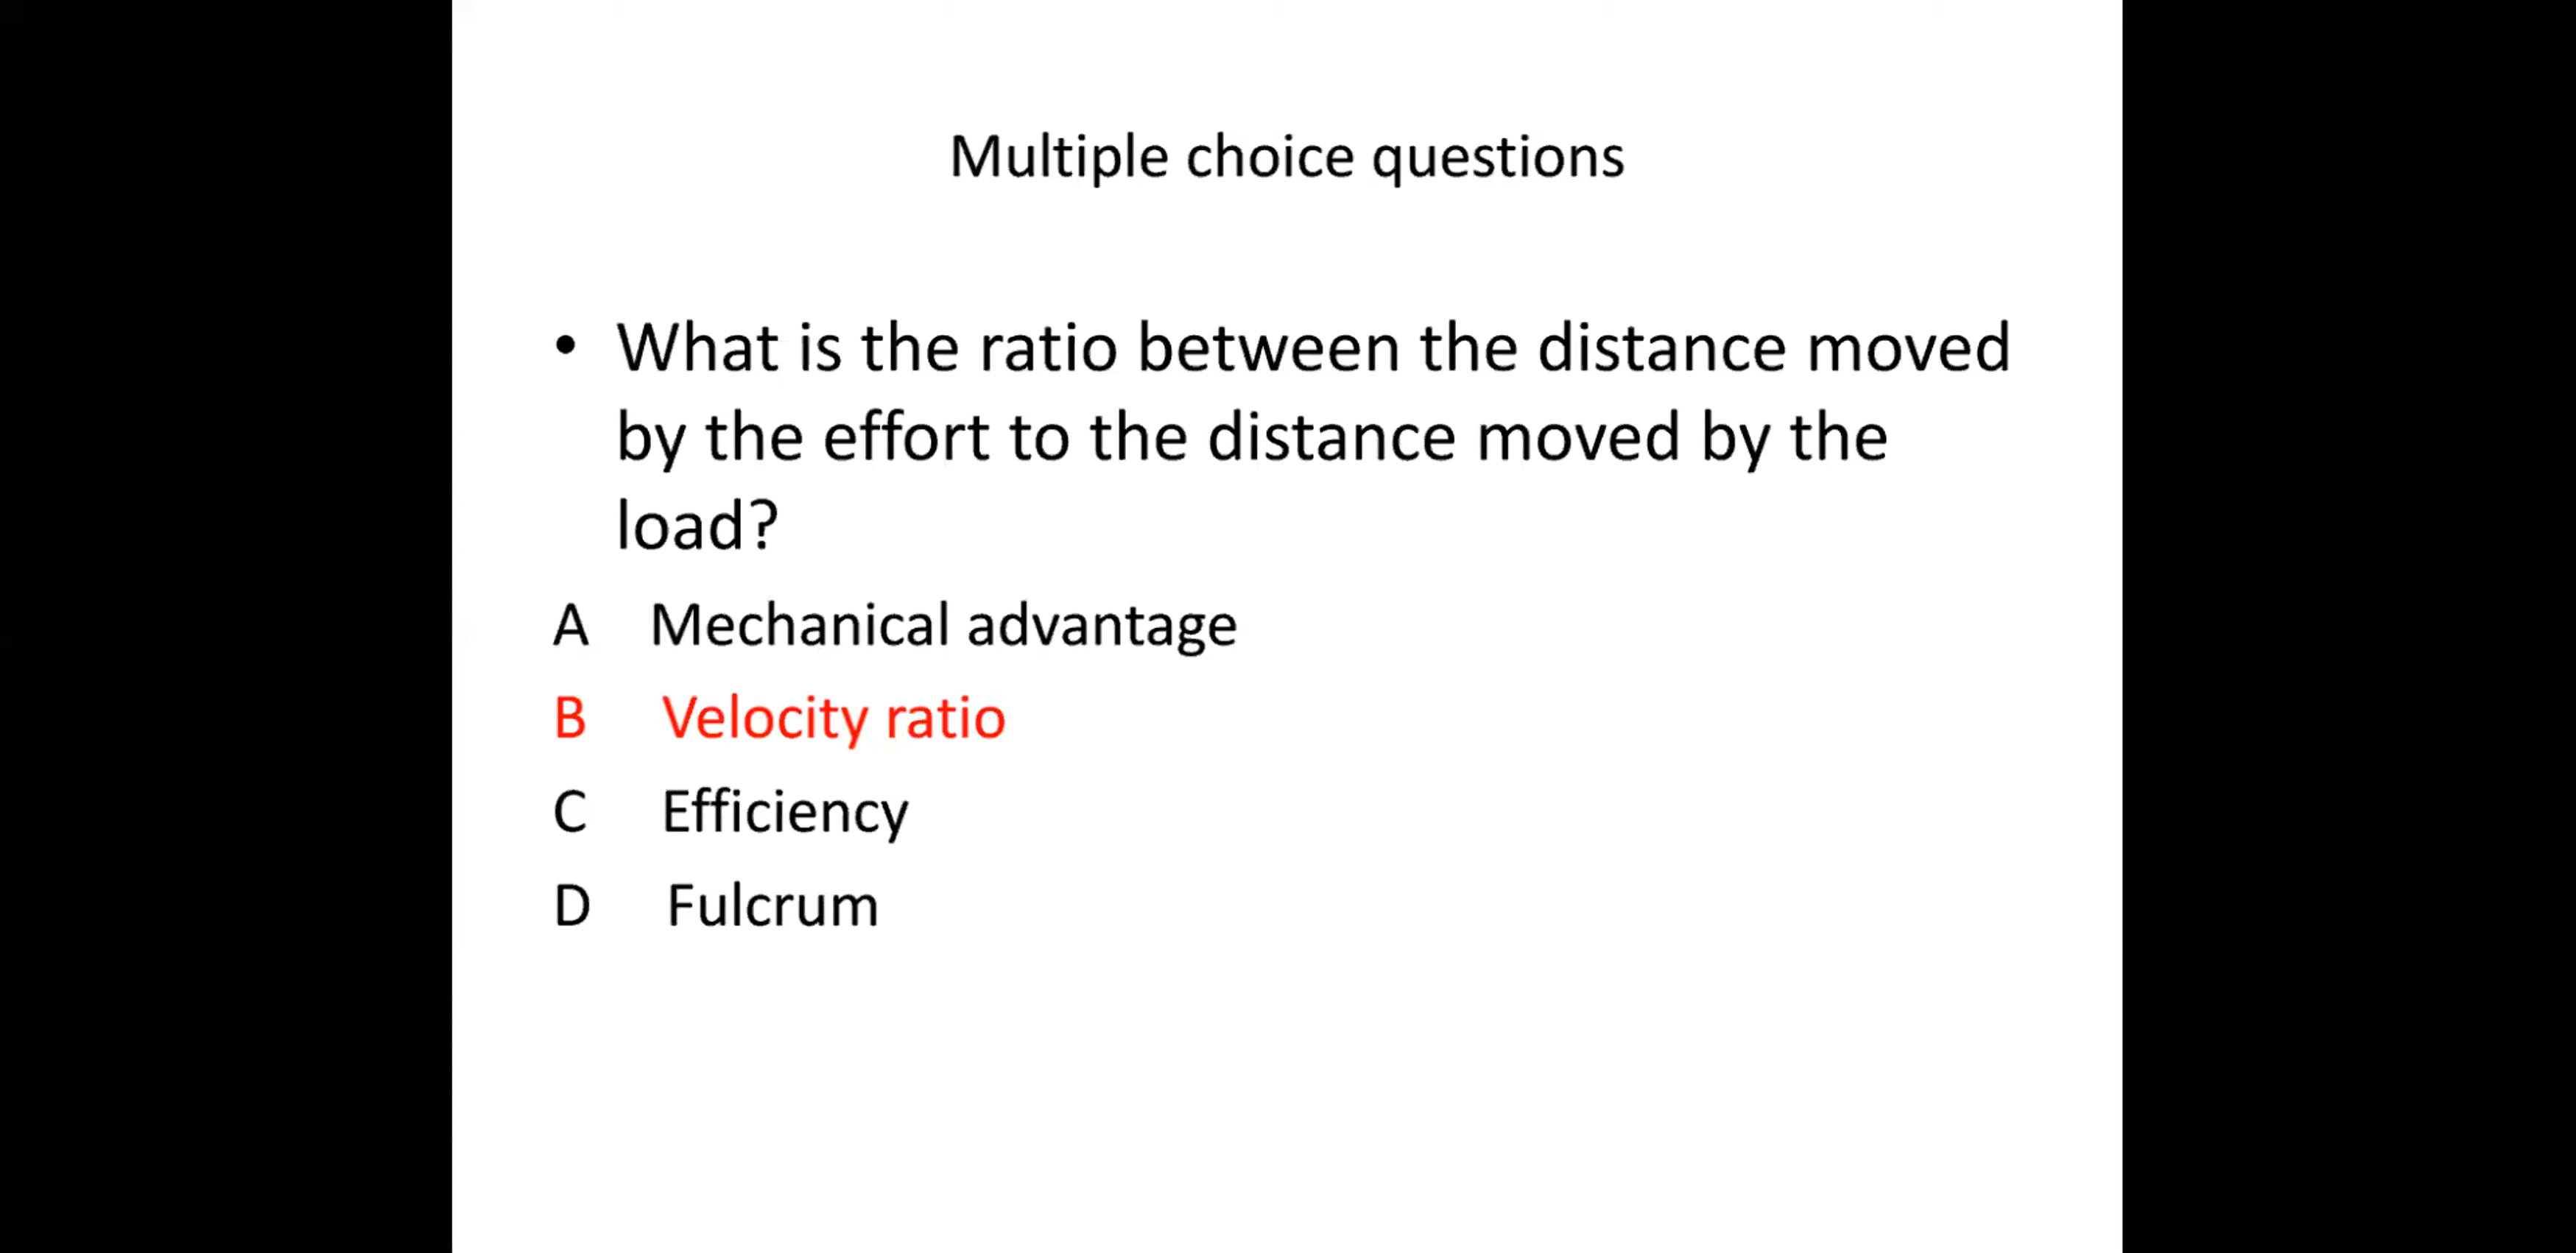 Multiple choice questions
• What is the ratio between the distance moved
by the effort to the distance moved by the
load?
A Mechanical advantage
B Velocity ratio
C Efficiency
D Fulcrum